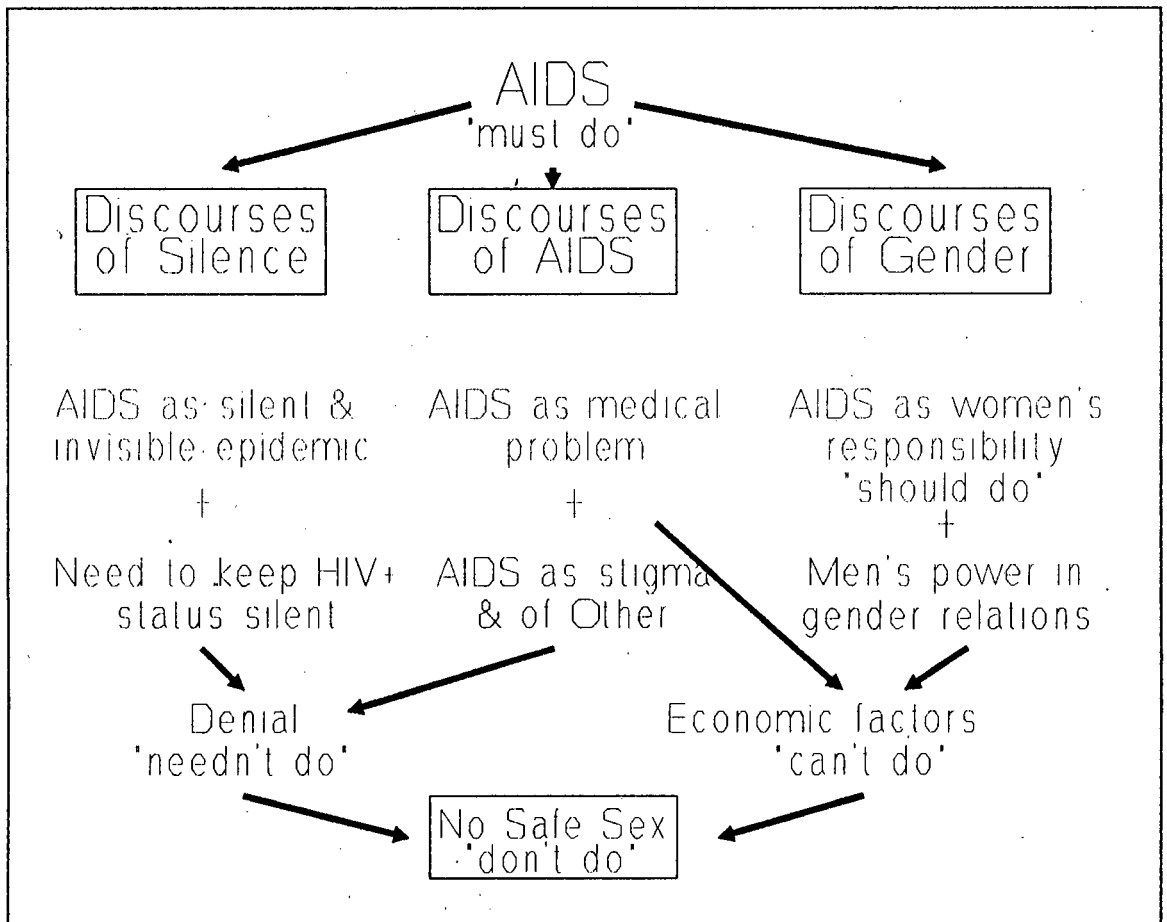 AIDS
'must do'
Discourses
of Silence
Discourses
of AIDS
Discourses
of Gender
AIDS as silent &
invisible epidemic
+
Need to keep HIV+
status silent
AIDS as medical
problem
+
AIDS as stigma
& of Other
AIDS as women's
responsibility
'should do'
+
Men's power in
gender relations
Denial
'needn't do'
Economic factors
'can't do'
No Safe Sex
'don't do'